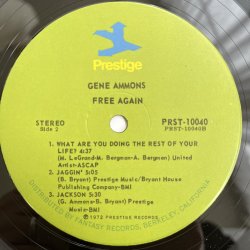 Prestige
GENE AMMONS
FREE AGAIN
STEREO
Side 2
PRST-10040
PRST-10040B
1. WHAT ARE YOU DOING THE REST OF YOUR
LIFE? 4:37
(M. LeGrand-M. Bergman-A. Bergman) United
Artist-ASCAP
2. JAGGIN' 5:05
(B. Bryant) Prestige Music/Bryant House
Publishing Company-BMI
3. JACKSON 5:30
(G. Ammons-B. Bryant) Prestige
Music-BMI
℗ 1972 PRESTIGE RECORDS
DISTRIBUTED BY FANTASY RECORDS, BERKELEY, CALIFORNIA